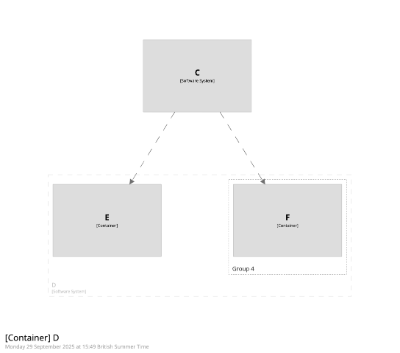 C
[Software System]
E
[Container]
F
[Container]
Group 4
D
[Software System]
[Container] D
Monday 29 September 2025 at 15:49 British Summer Time